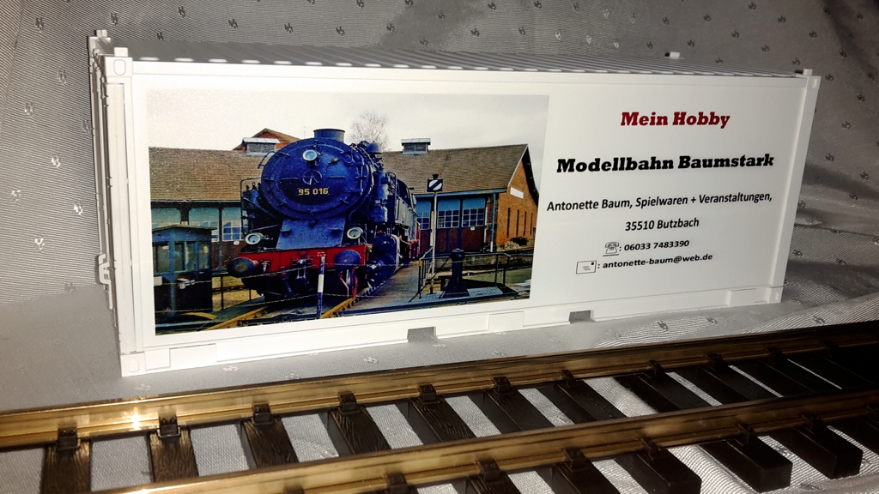 95 016
Mein Hobby
Modellbahn Baumstark
Antonette Baum, Spielwaren + Veranstaltungen,
35510 Butzbach
: 06033 7483390
: antonette-baum@web.de